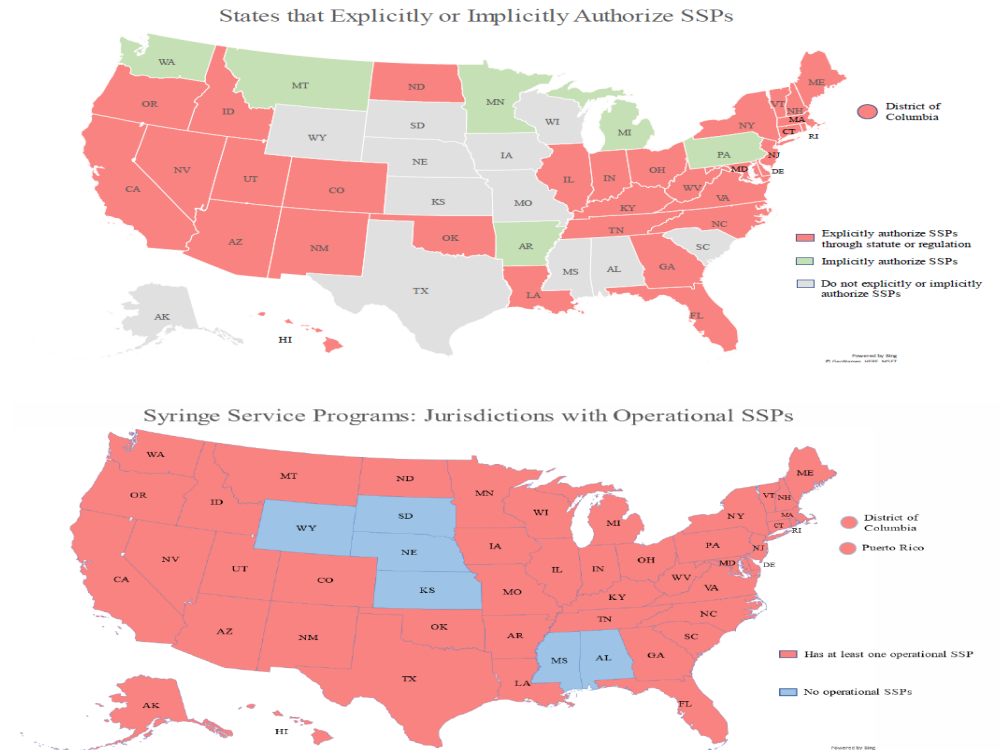 States that Explicitly or Implicitly Authorize SSPs
WA
MT
ND
MN
ME
OR
ID
WY
SD
WI
MI
VT
NH
NY
MA
CT
RI
District of
Columbia
NV
UT
CA
CO
NE
IA
KS
MO
IL
IN
OH
PA
NJ
MD
DE
WV
VA
KY
NC
TN
AZ
NM
OK
AR
SC
TX
LA
MS
AL
GA
FL
AK
HI
Explicitly authorize SSPs
through statute or regulation
Implicitly authorize SSPs
Do not explicitly or implicitly
authorize SSPs
Powered by Bing
© GeoNames, HERE, MSFT
Syringe Service Programs: Jurisdictions with Operational SSPs
WA
MT
ND
MN
ME
OR
ID
WY
SD
WI
MI
VT
NH
NY
MA
CT
RI
District of
Columbia
Puerto Rico
NV
UT
CA
CO
NE
IA
KS
MO
IL
IN
OH
PA
NJ
MD
DE
WV
VA
KY
NC
TN
AZ
NM
OK
AR
SC
TX
LA
MS
AL
GA
FL
AK
HI
Has at least one operational SSP
No operational SSPs
Powered by Bing